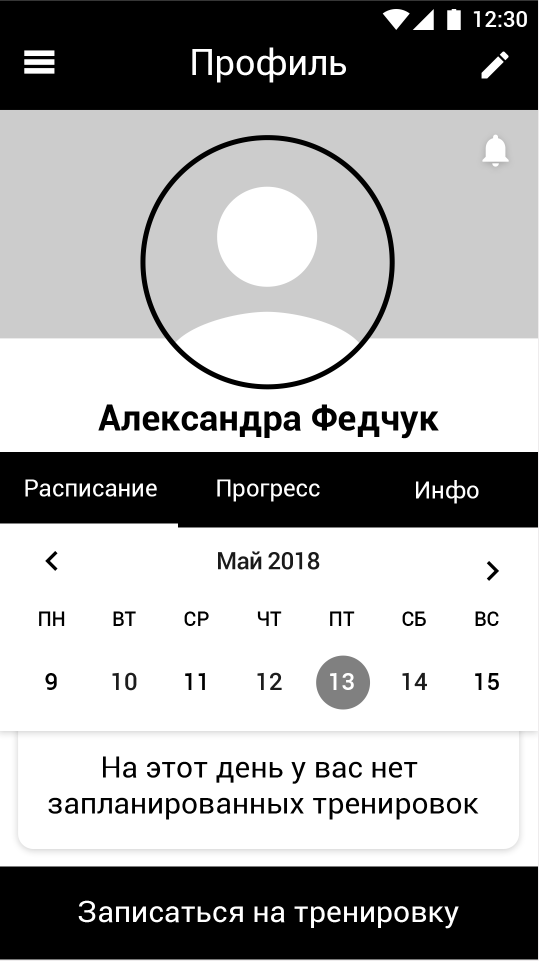 12:30
Профиль
Александра Федчук
Расписание Прогресс Инфо
Май 2018
ПН ВТ СР ЧТ ПТ СБ ВС
9 10 11 12 13 14 15
На этот день у вас нет
запланированных тренировок
Записаться на тренировку